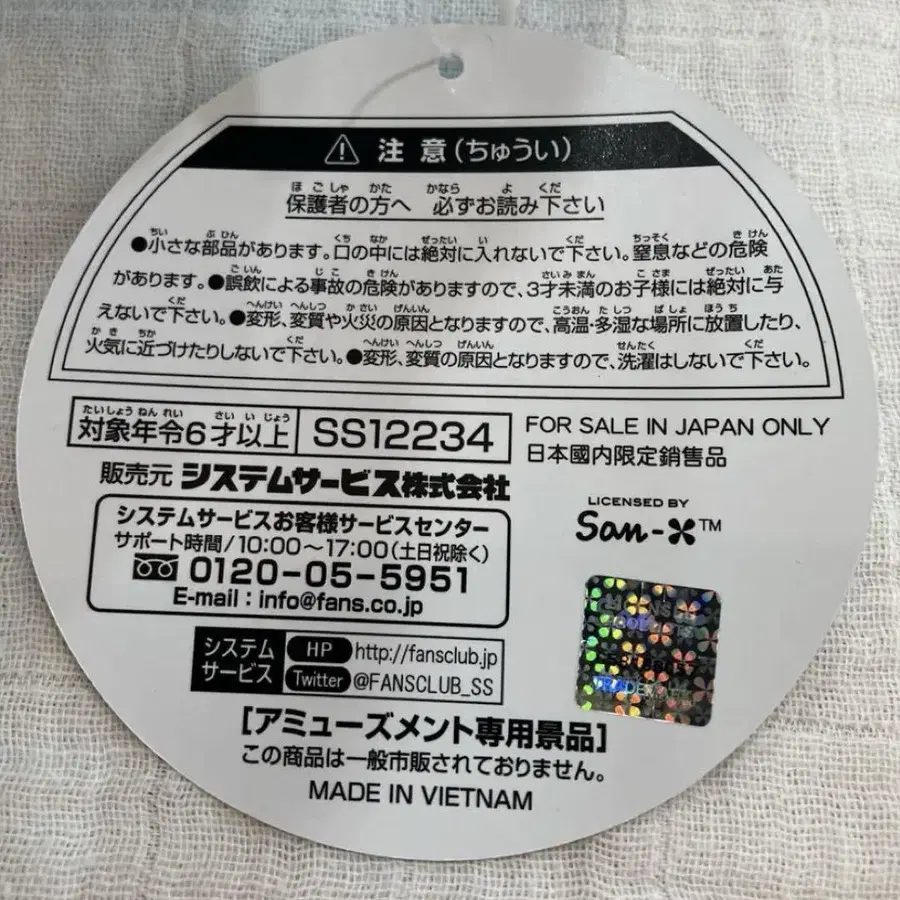 ⚠ 注意(ちゅうい)
保護者の方へ 必ずお読み下さい
●小さな部品があります。口の中には絶対に入れないで下さい。窒息などの危険
があります。●誤飲による事故の危険がありますので、3才未満のお子様には絶対に与
えないで下さい。●変形、変質や火災の原因となりますので、高温・多湿な場所に放置したり、
火気に近づけたりしないで下さい。●変形、変質の原因となりますので、洗濯はしないで下さい。
対象年令6才以上 SS12234
FOR SALE IN JAPAN ONLY
日本國内限定銷售品
販売元 システムサービス株式会社
システムサービスお客様サービスセンター
サポート時間/10:00〜17:00(土日祝除く)
0120-05-5951
E-mail:info@fans.co.jp
LICENSED BY
San-X™
システム
サービス
HP http://fansclub.jp
Twitter @FANSCLUB_SS
[アミューズメント専用景品]
この商品は一般市販されておりません。
MADE IN VIETNAM